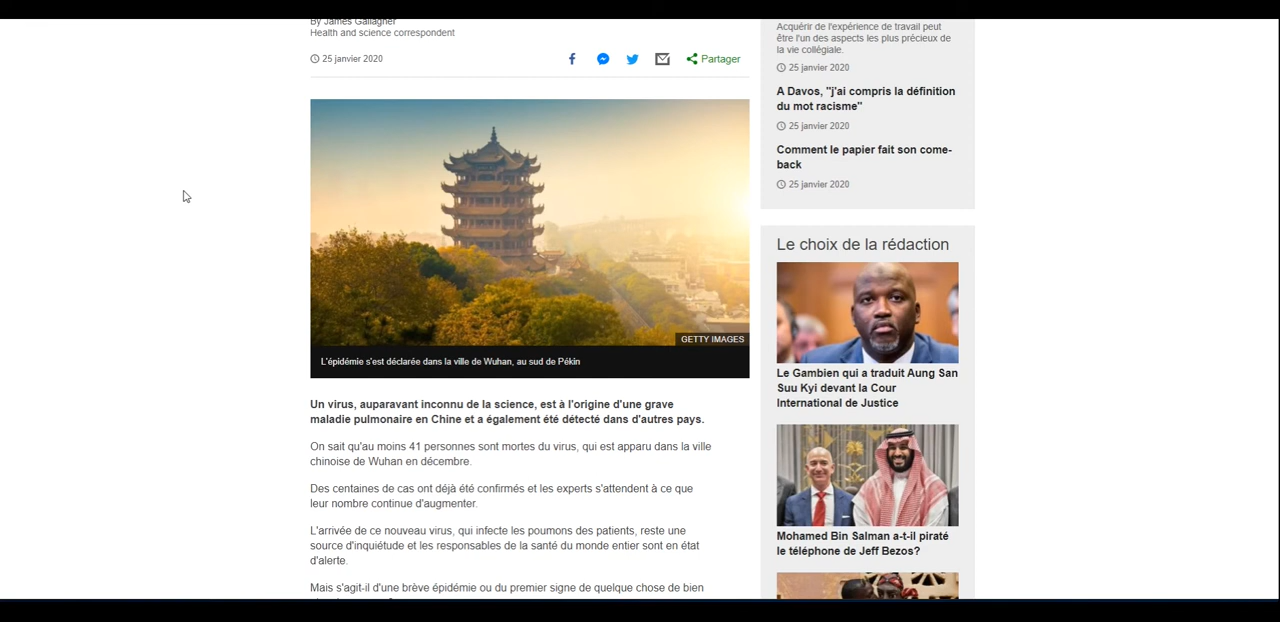 By James Gallagher
Health and science correspondent
25 janvier 2020
Partager
GETTY IMAGES
L'épidémie s'est déclarée dans la ville de Wuhan, au sud de Pékin
Un virus, auparavant inconnu de la science, est à l'origine d'une grave
maladie pulmonaire en Chine et a également été détecté dans d'autres pays.
On sait qu'au moins 41 personnes sont mortes du virus, qui est apparu dans la ville
chinoise de Wuhan en décembre.
Des centaines de cas ont déjà été confirmés et les experts s'attendent à ce que
leur nombre continue d'augmenter.
L'arrivée de ce nouveau virus, qui infecte les poumons des patients, reste une
source d'inquiétude et les responsables de la santé du monde entier sont en état
d'alerte.
Mais s'agit-il d'une brève épidémie ou du premier signe de quelque chose de bien
Acquérir de l'expérience de travail peut
être l'un des aspects les plus précieux de
la vie collégiale.
25 janvier 2020
A Davos, "j'ai compris la définition
du mot racisme"
25 janvier 2020
Comment le papier fait son come-
back
25 janvier 2020
Le choix de la rédaction
Le Gambien qui a traduit Aung San
Suu Kyi devant la Cour
International de Justice
Mohamed Bin Salman a-t-il piraté
le téléphone de Jeff Bezos?